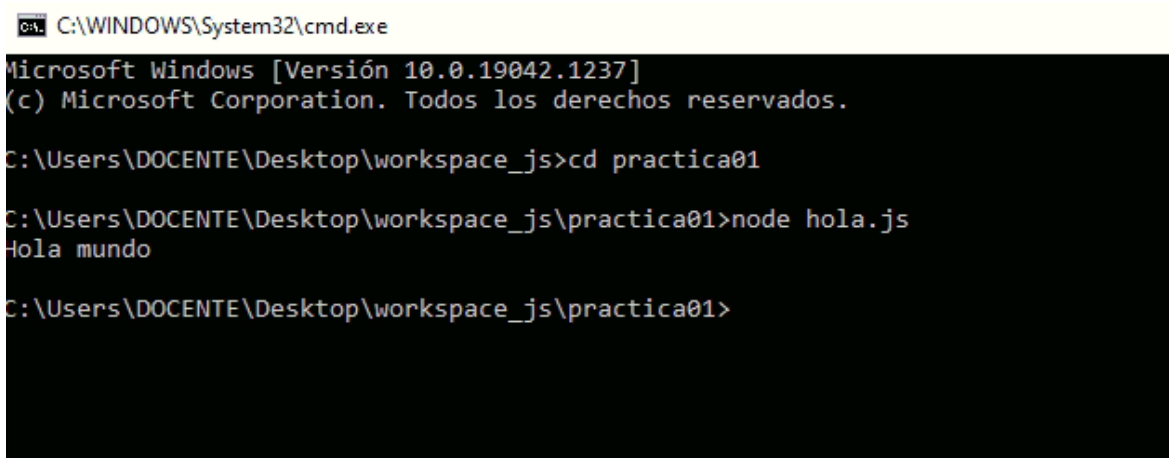 C:\WINDOWS\System32\cmd.exe
Microsoft Windows [Versión 10.0.19042.1237]
(c) Microsoft Corporation. Todos los derechos reservados.
C:\Users\DOCENTE\Desktop\workspace_js>cd practica01
C:\Users\DOCENTE\Desktop\workspace_js\practica01>node hola.js
Hola mundo
C:\Users\DOCENTE\Desktop\workspace_js\practica01>